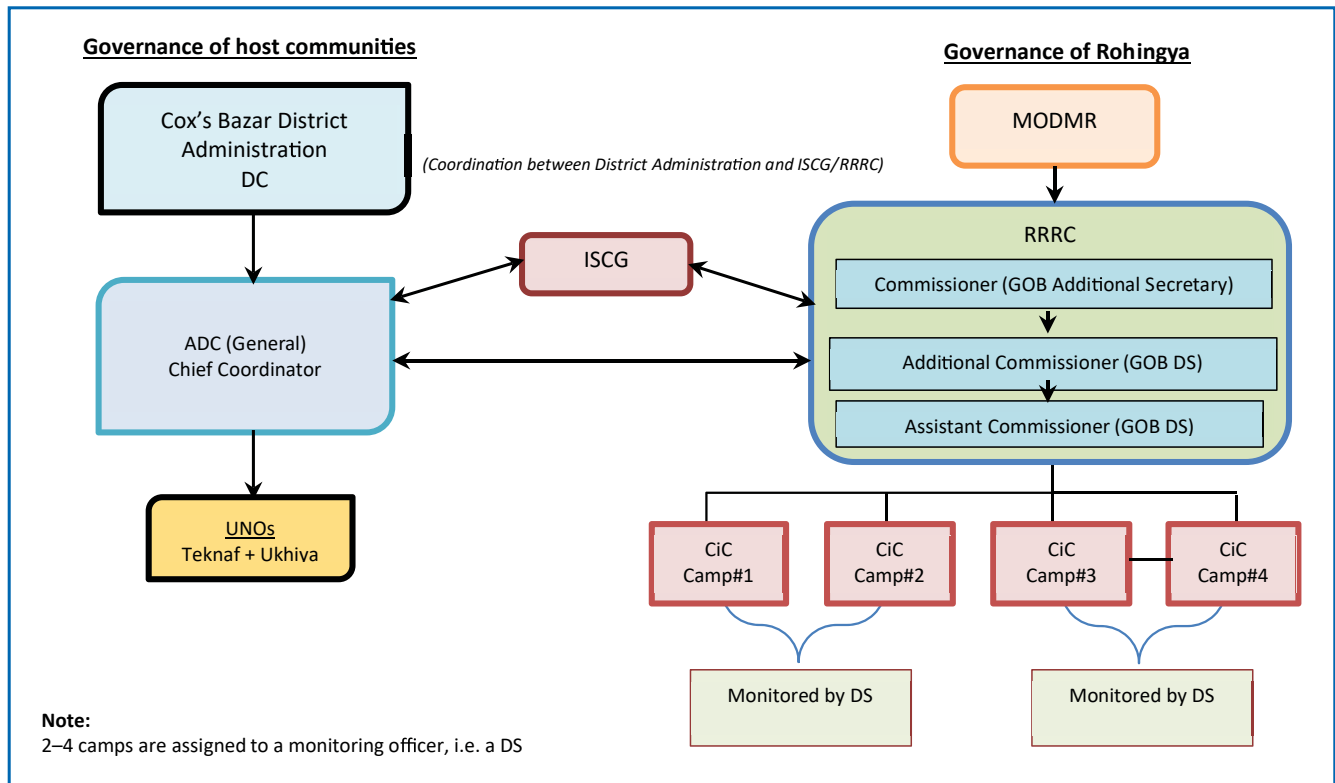 Governance of host communities
Governance of Rohingya
Cox's Bazar District
Administration
DC
(Coordination between District Administration and ISCG/RRRC)
MODMR
ISCG
RRRC
Commissioner (GOB Additional Secretary)
Additional Commissioner (GOB DS)
Assistant Commissioner (GOB DS)
ADC (General)
Chief Coordinator
UNOs
Teknaf + Ukhiya
CiC
Camp#1
CiC
Camp#2
CiC
Camp#3
CiC
Camp#4
Monitored by DS
Monitored by DS
Note:
2–4 camps are assigned to a monitoring officer, i.e. a DS